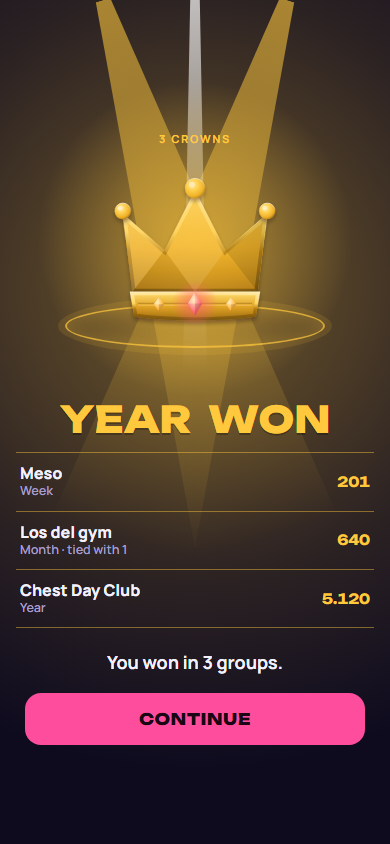 3 CROWNS
YEAR WON
Meso
Week
201
Los del gym
Month · tied with 1
640
Chest Day Club
Year
5.120
You won in 3 groups.
CONTINUE